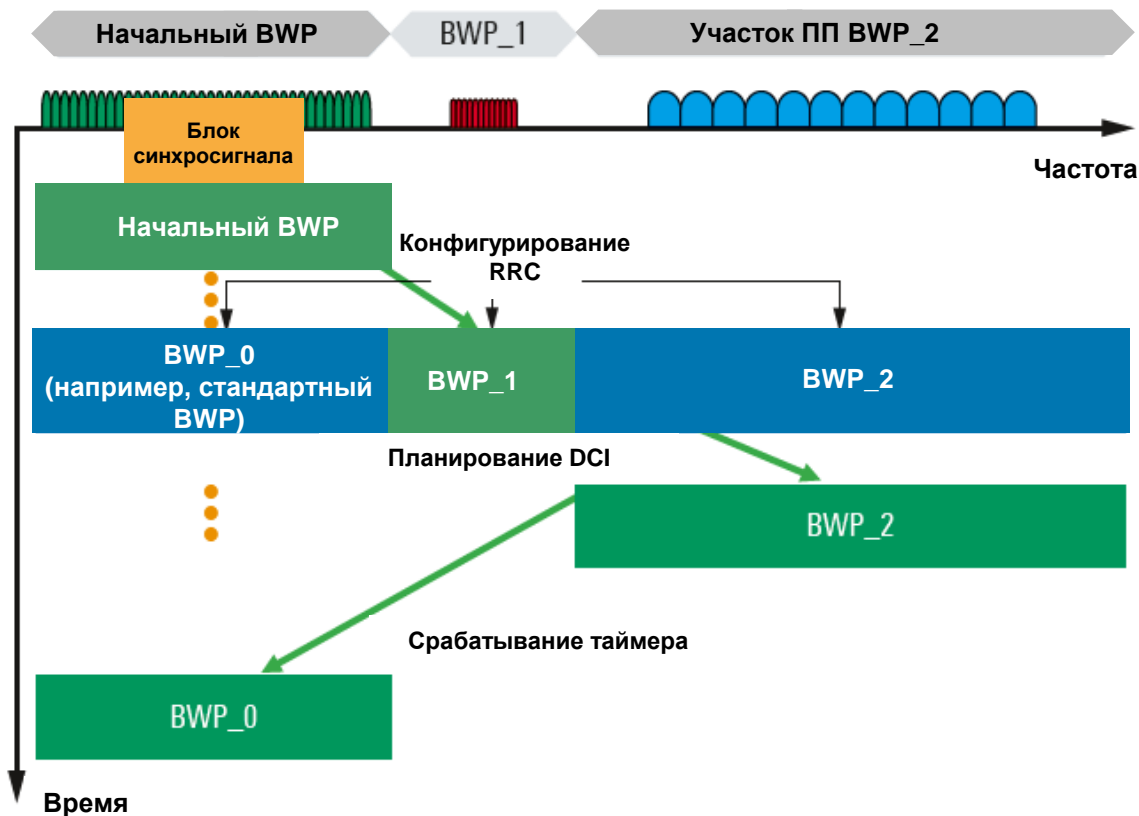 Начальный BWP
BWP_1
Участок ПП BWP_2
Блок
синхросигнала
Частота
Начальный BWP
Конфигурирование
RRC
BWP_0
(например, стандартный
BWP)
BWP_1
BWP_2
Планирование DCI
BWP_2
Срабатывание таймера
BWP_0
Время